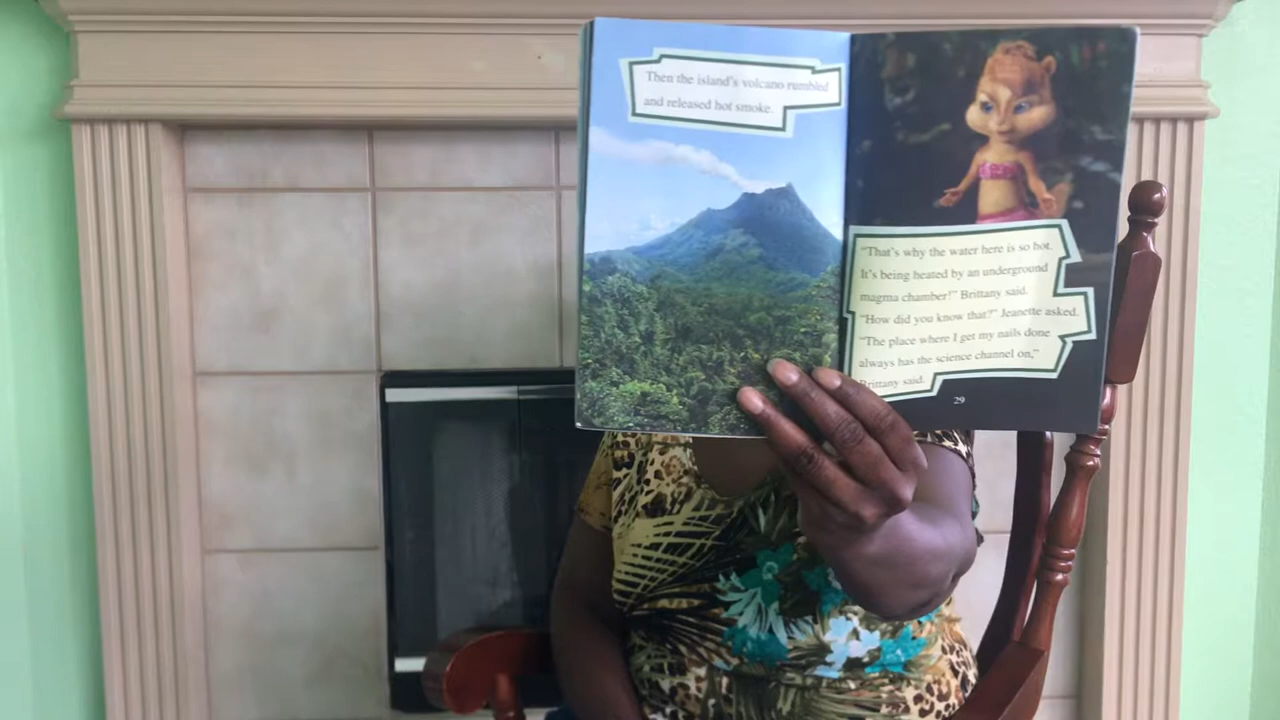 Then the island's volcano rumbled
and released hot smoke.
"That's why the water here is so hot.
It's being heated by an underground
magma chamber!" Brittany said.
"How did you know that?" Jeanette asked.
"The place where I get my nails done
always has the science channel on,"
Brittany said.
29